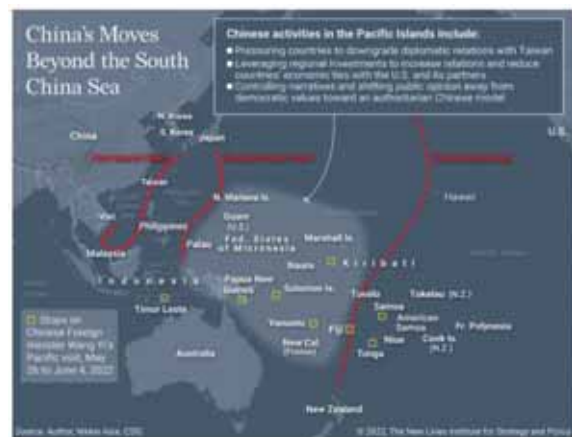 China's Moves
Beyond the South
China Sea
Chinese activities in the Pacific Islands include:
Pressuring countries to downgrade diplomatic relations with Taiwan
Leveraging regional investments to increase relations and reduce
countries' economic ties with the U.S. and its partners
Controlling narratives and shifting public opinion away from
democratic values toward an authoritarian Chinese model
N. Korea
S. Korea
Japan
China
U.S.
Taiwan
Hawaii
N. Mariana Is.
Viet
Philippines
Guam
(U.S.)
Marshall Is.
Fed. States
of Micronesia
Palau
Malaysia
Nauru
Kiribati
Indonesia
Papua New
Guinea
Solomon Is.
Tuvalu
Tokelau (N.Z.)
Timor Leste
Samoa
American
Samoa
Fr. Polynesia
Vanuatu
Fiji
Niue
Cook Is.
(N.Z.)
New Cal.
(France)
Tonga
Australia
Stops on
Chinese Foreign
Minister Wang Yi's
Pacific visit, May
26 to June 4, 2022
New Zealand
Source: Author, Nikkei Asia, CSIS
© 2022, The New Lines Institute for Strategy and Policy